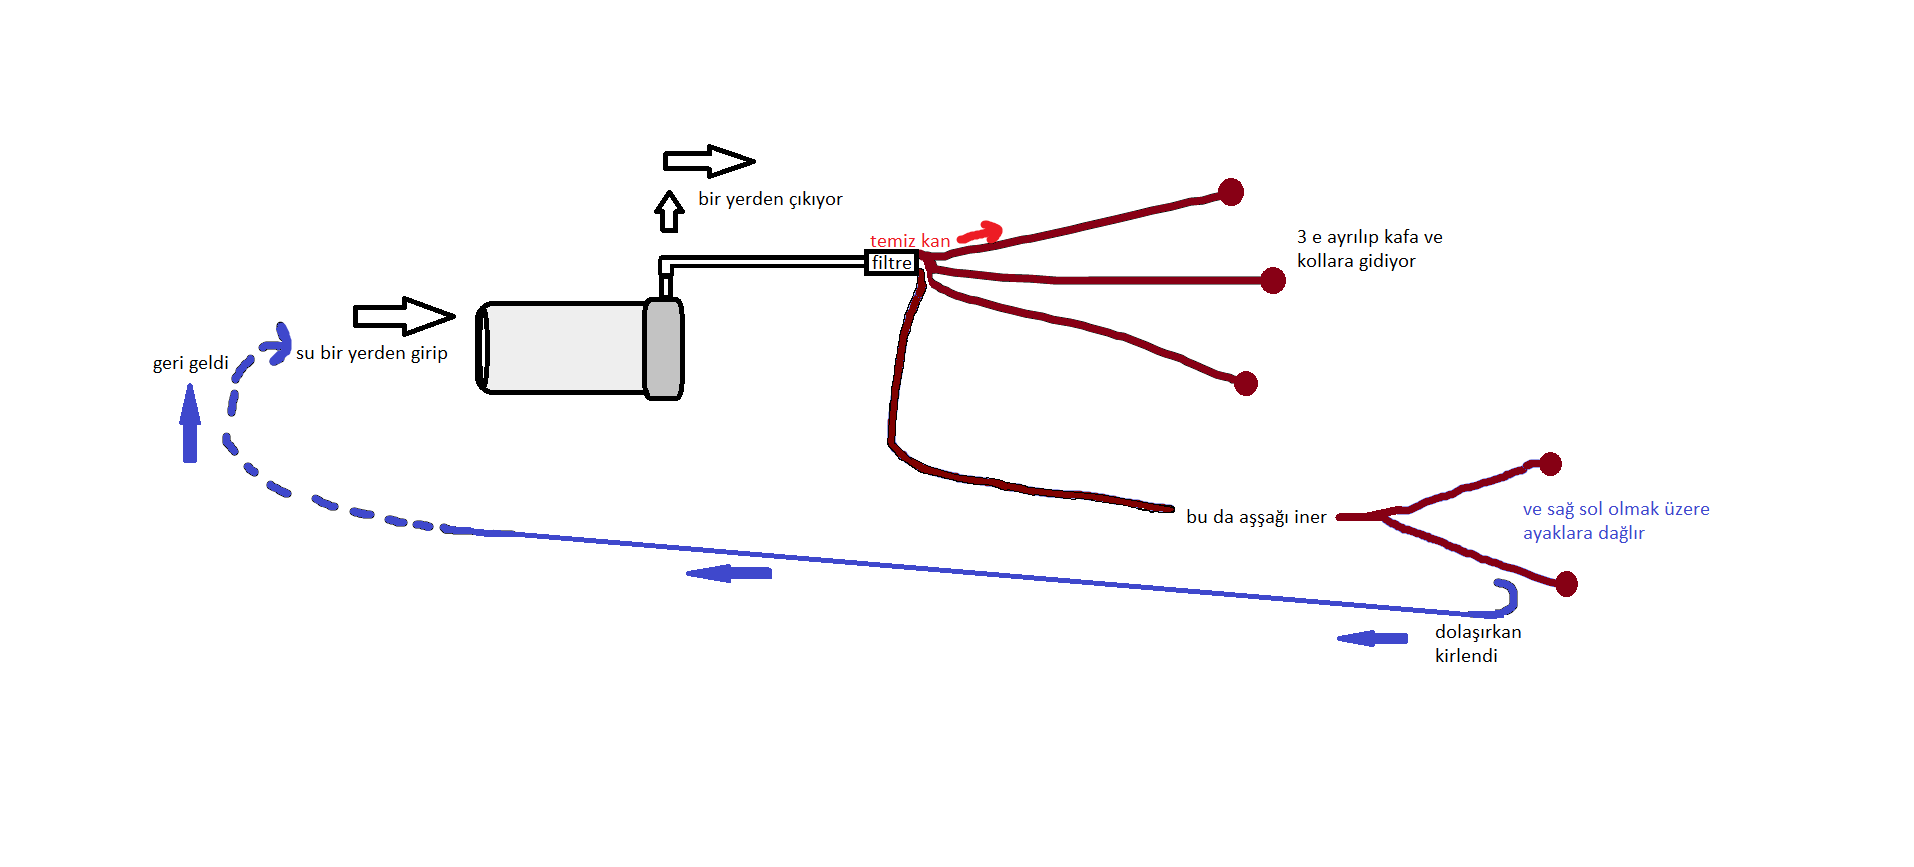 bir yerden çıkıyor
temiz kan
filtre
3 e ayrılıp kafa ve
kollara gidiyor
su bir yerden girip
geri geldi
bu da aşşağı iner
ve sağ sol olmak üzere
ayaklara dağlır
dolaşırkan
kirlendi